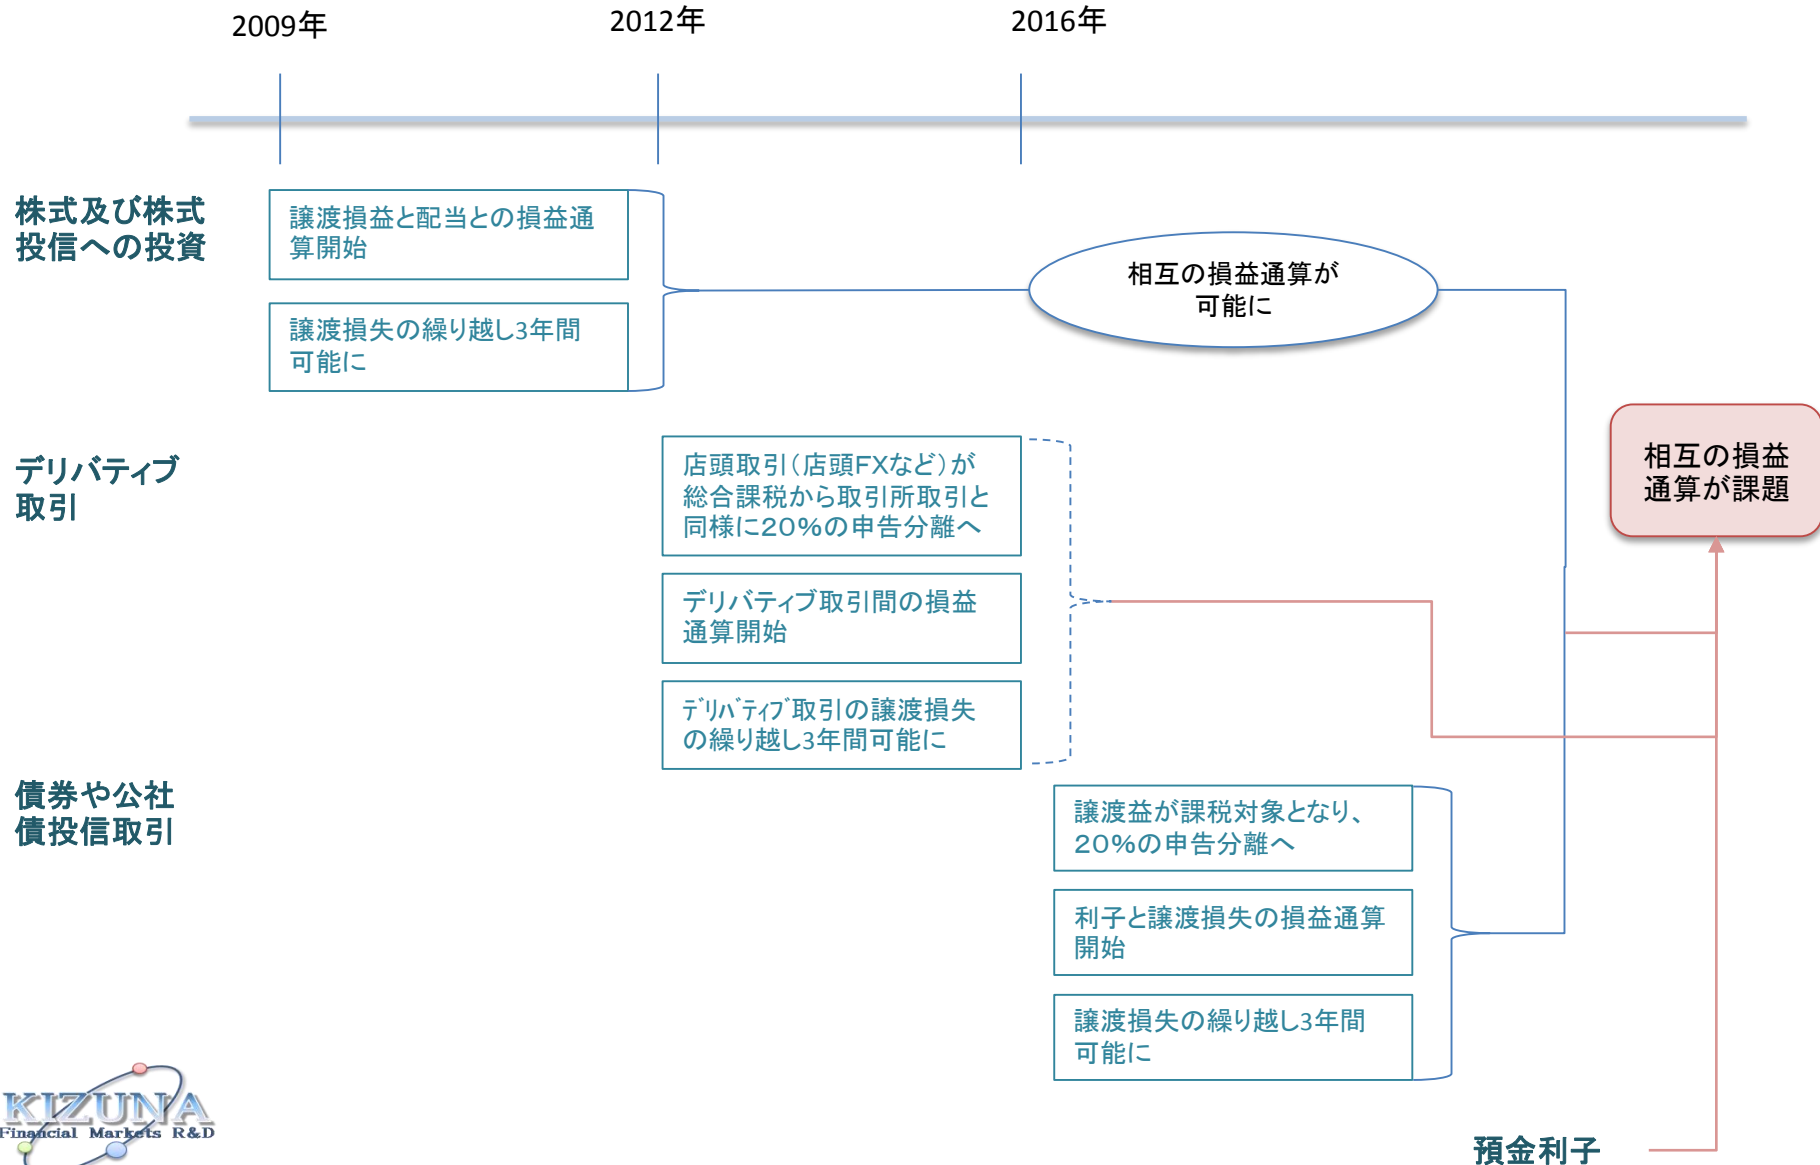 2009年
2012年
2016年
株式及び株式
投信への投資
譲渡損益と配当との損益通
算開始
譲渡損失の繰り越し3年間
可能に
相互の損益通算が
可能に
デリバティブ
取引
店頭取引（店頭FXなど）が
総合課税から取引所取引と
同様に20％の申告分離へ
デリバティブ取引間の損益
通算開始
ﾃﾞﾘﾊﾞﾃｨﾌﾞ取引の譲渡損失
の繰り越し3年間可能に
相互の損益
通算が課題
債券や公社
債投信取引
譲渡益が課税対象となり、
20％の申告分離へ
利子と譲渡損失の損益通算
開始
譲渡損失の繰り越し3年間
可能に
預金利子
KIZUNA
Financial Markets R&D